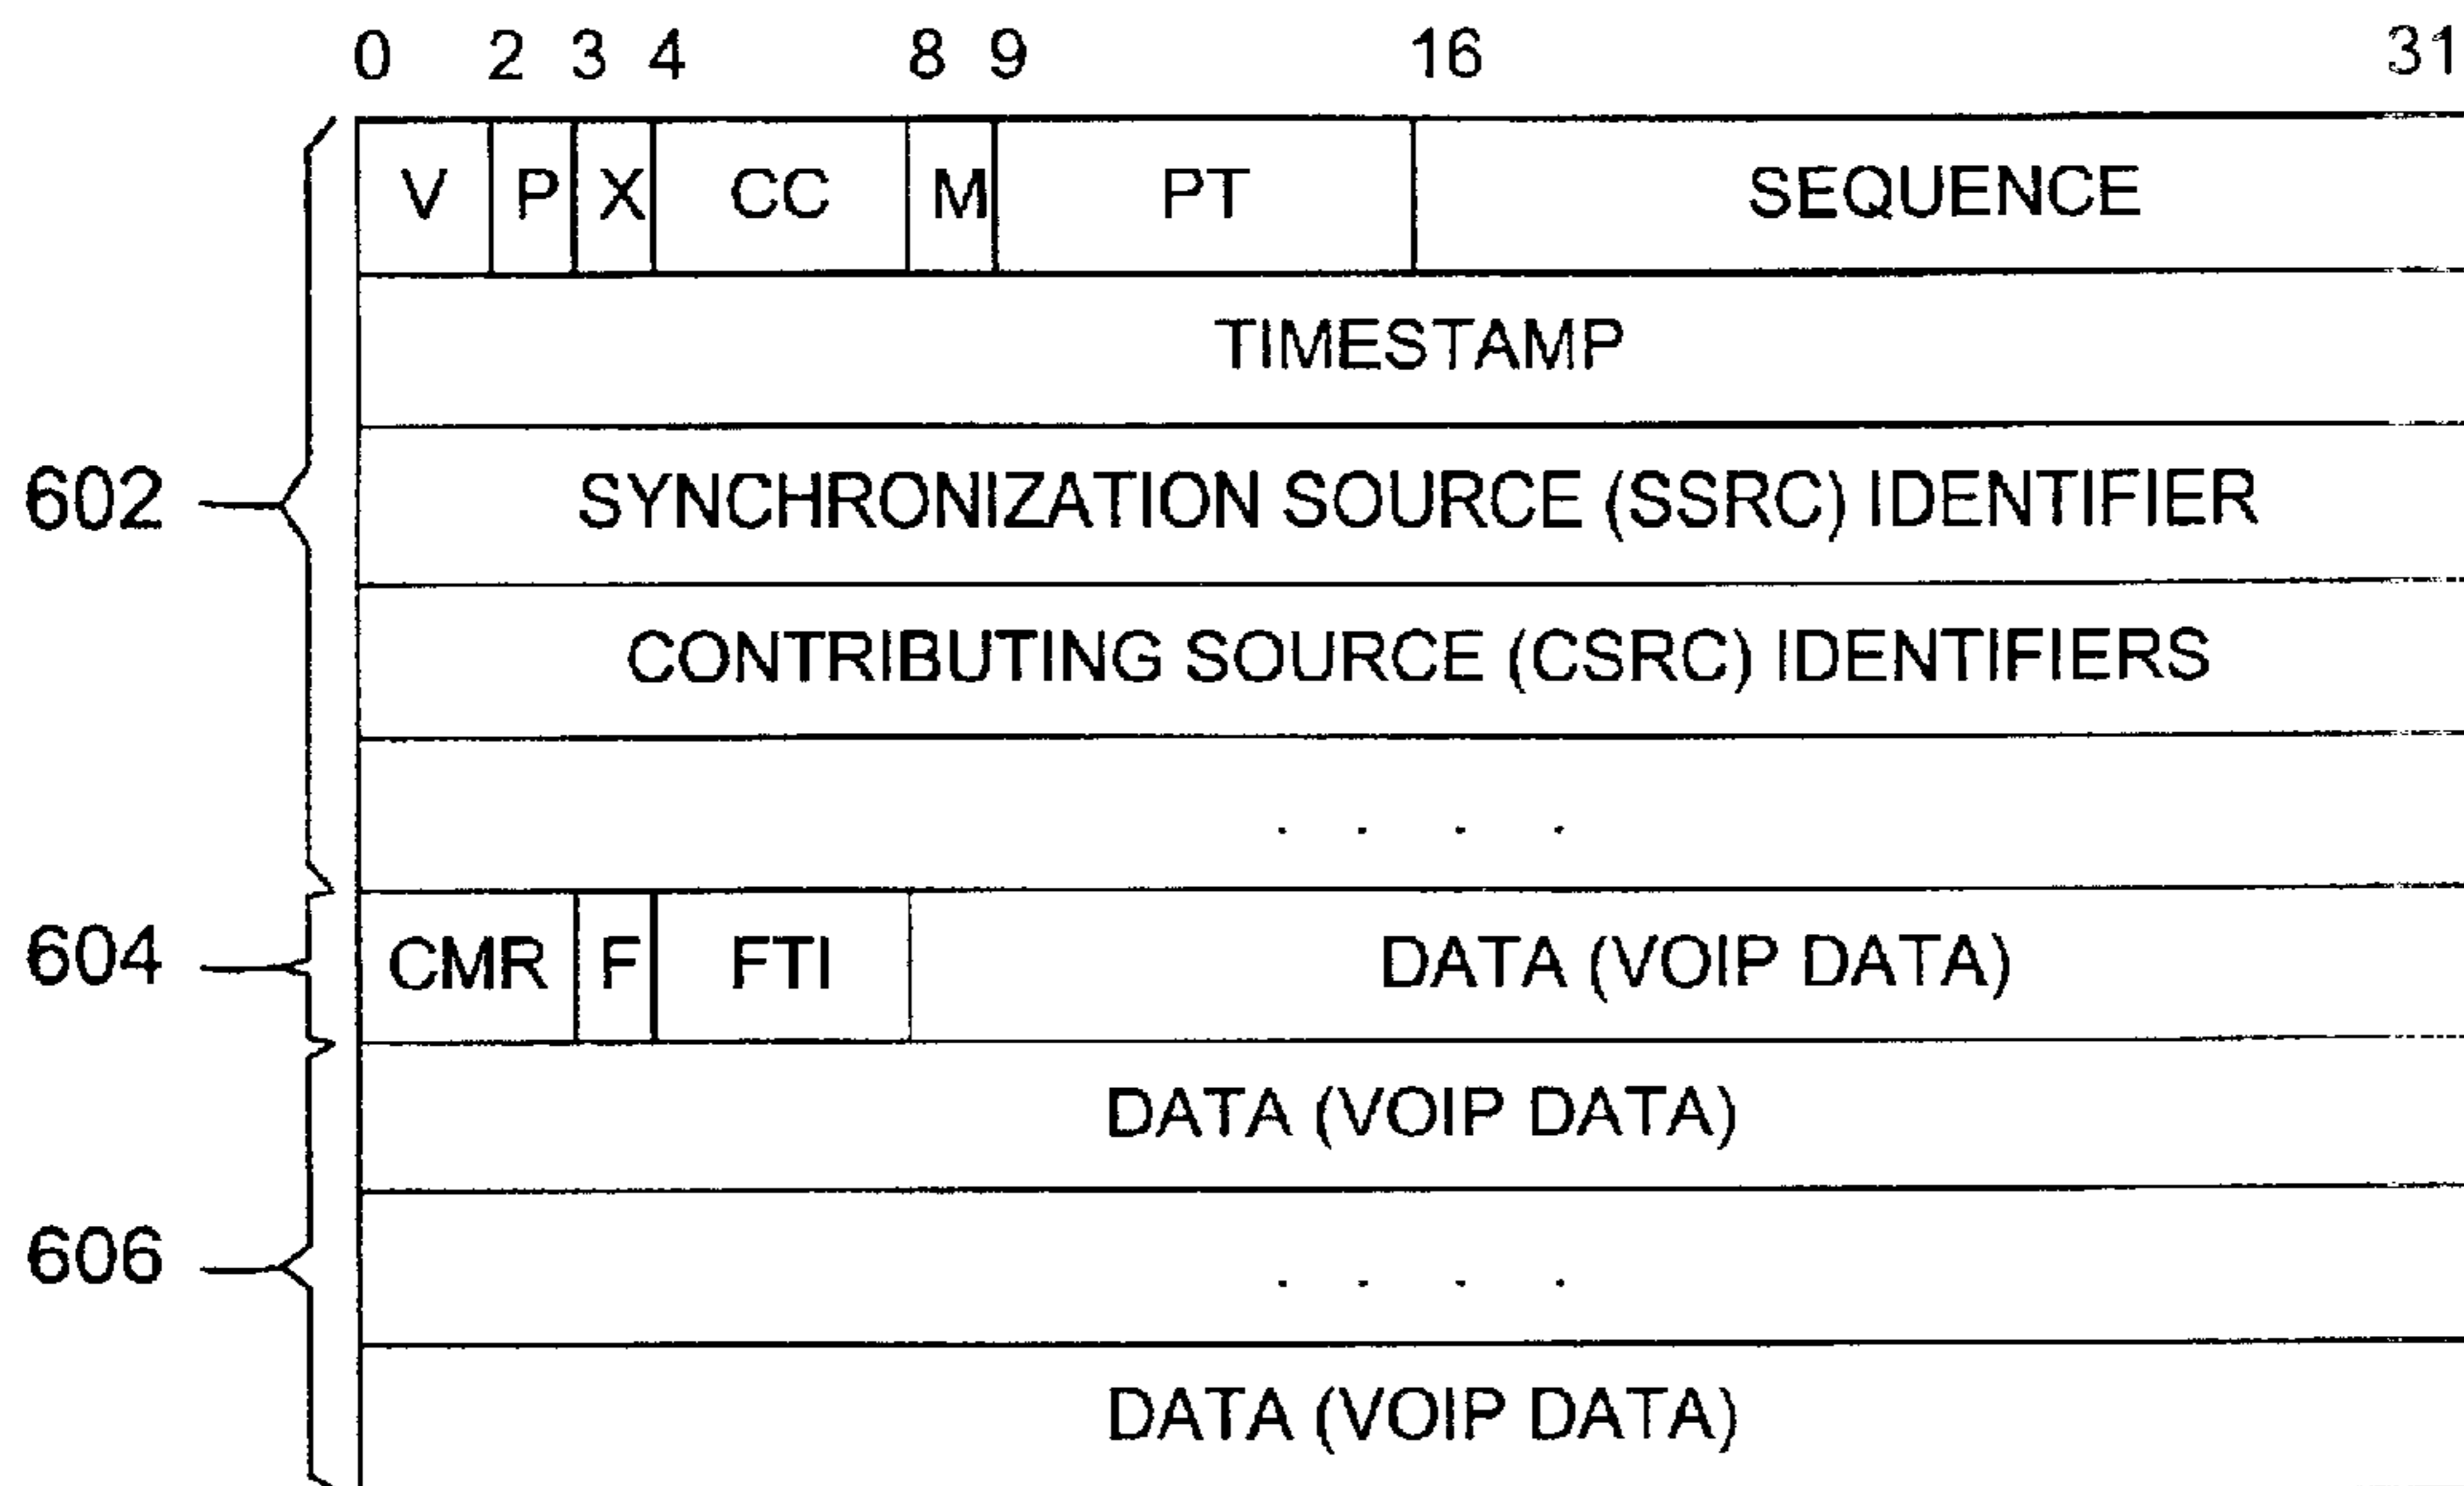 0 2 3 4 8 9 16 31
V P X CC M PT SEQUENCE
TIMESTAMP
602 SYNCHRONIZATION SOURCE (SSRC) IDENTIFIER
CONTRIBUTING SOURCE (CSRC) IDENTIFIERS
. . . .
604 CMR F FTI DATA (VOIP DATA)
DATA (VOIP DATA)
606 . . . .
DATA (VOIP DATA)